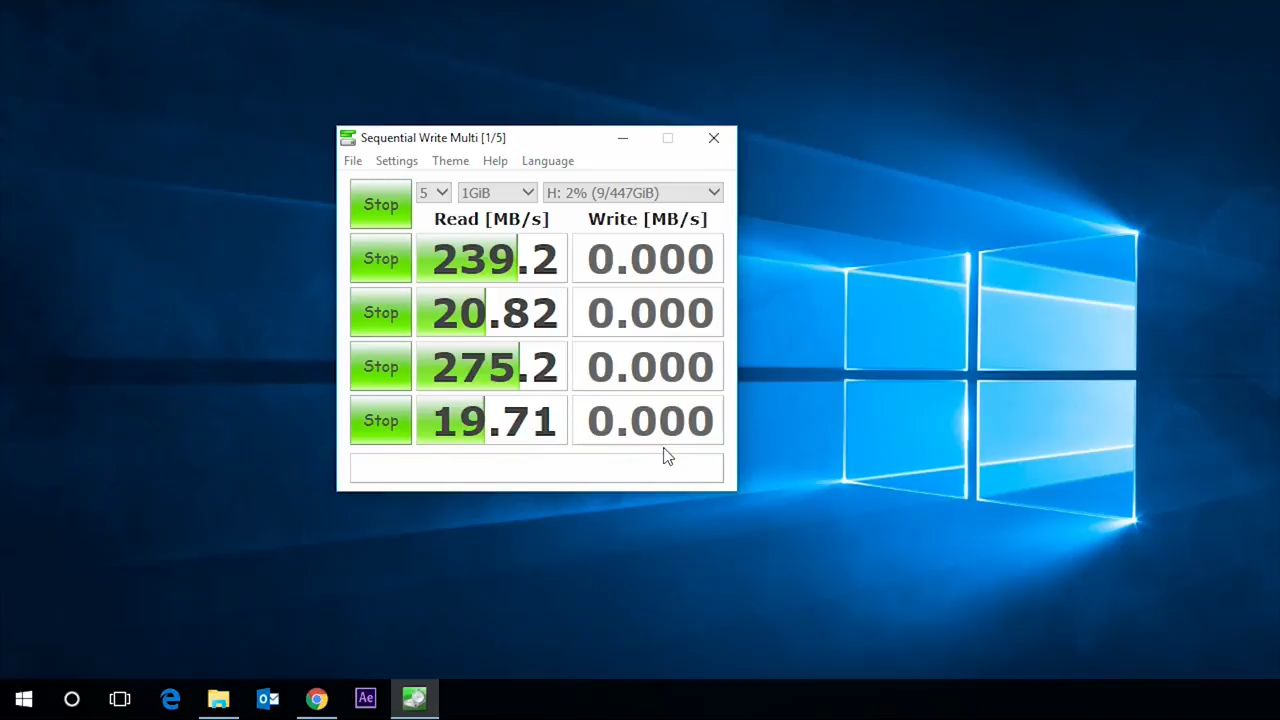 Sequential Write Multi [1/5]
File Settings Theme Help Language
Stop 5 1GiB H: 2% (9/447GiB)
Read [MB/s] Write [MB/s]
Stop 239.2 0.000
Stop 20.82 0.000
Stop 275.2 0.000
Stop 19.71 0.000
Ae